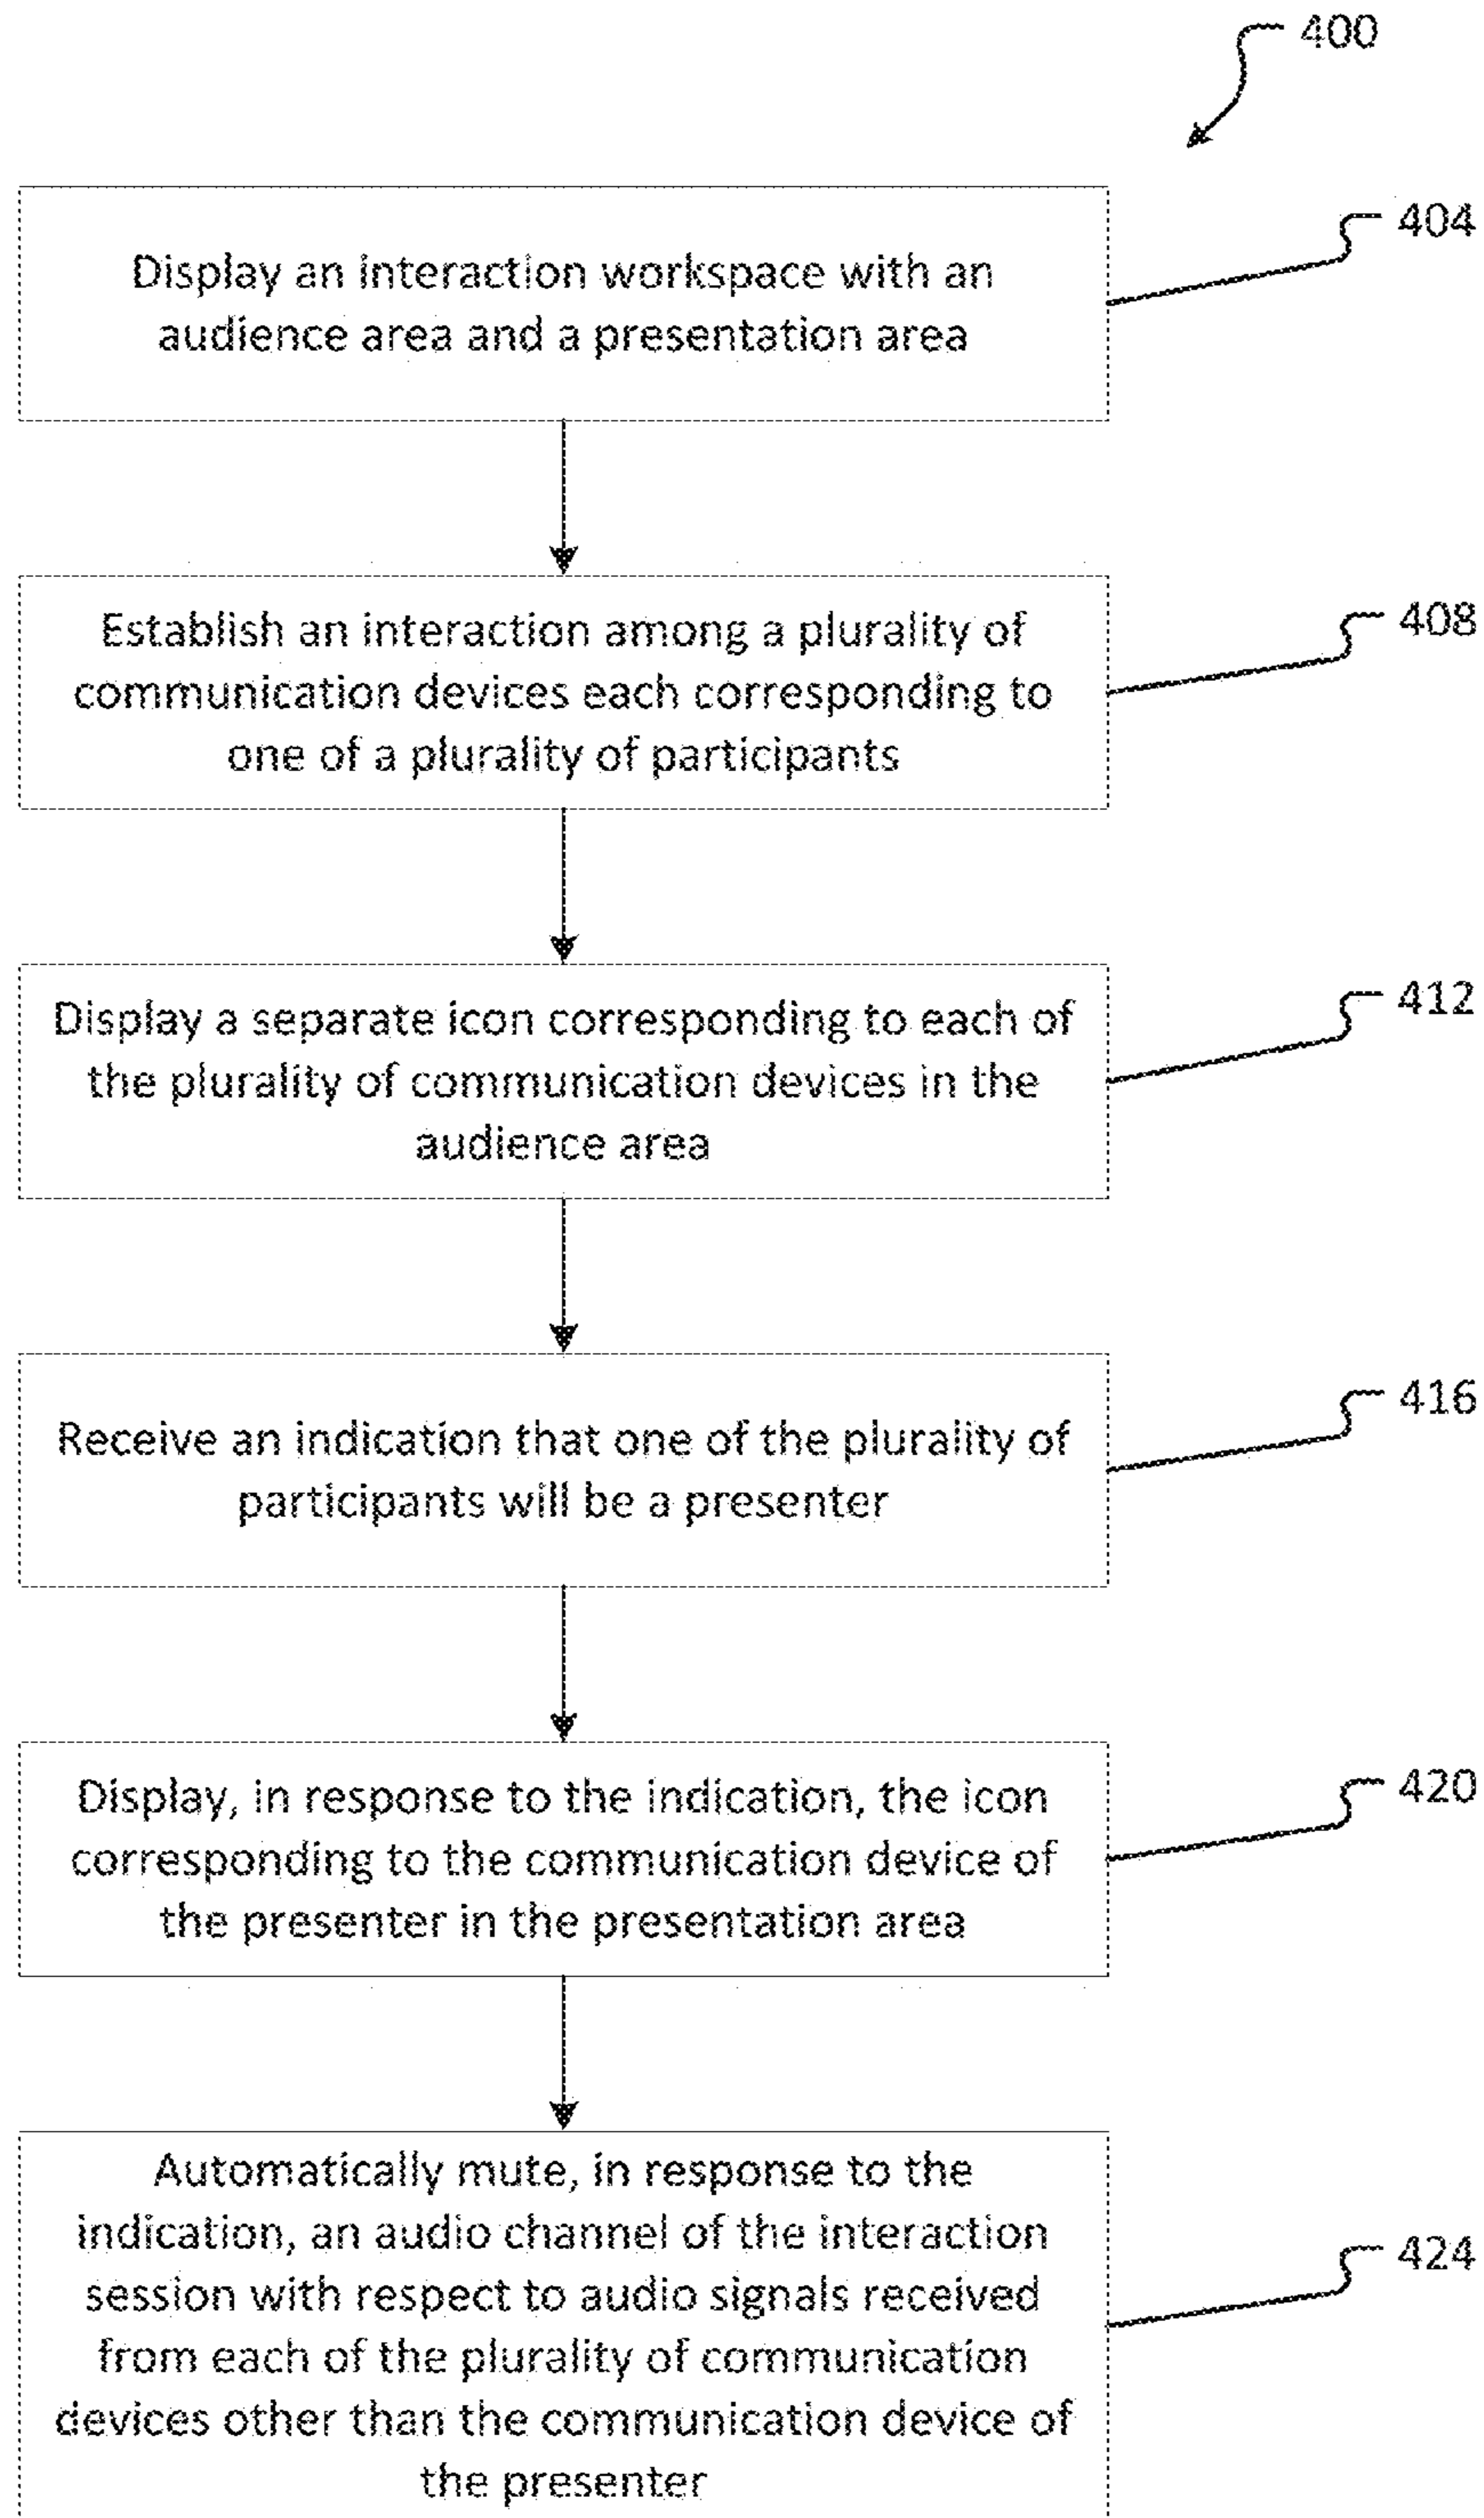 400
Display an interaction workspace with an
audience area and a presentation area
404
Establish an interaction among a plurality of
communication devices each corresponding to
one of a plurality of participants
408
Display a separate icon corresponding to each of
the plurality of communication devices in the
audience area
412
Receive an indication that one of the plurality of
participants will be a presenter
416
Display, in response to the indication, the icon
corresponding to the communication device of
the presenter in the presentation area
420
Automatically mute, in response to the
indication, an audio channel of the interaction
session with respect to audio signals received
from each of the plurality of communication
devices other than the communication device of
the presenter
424